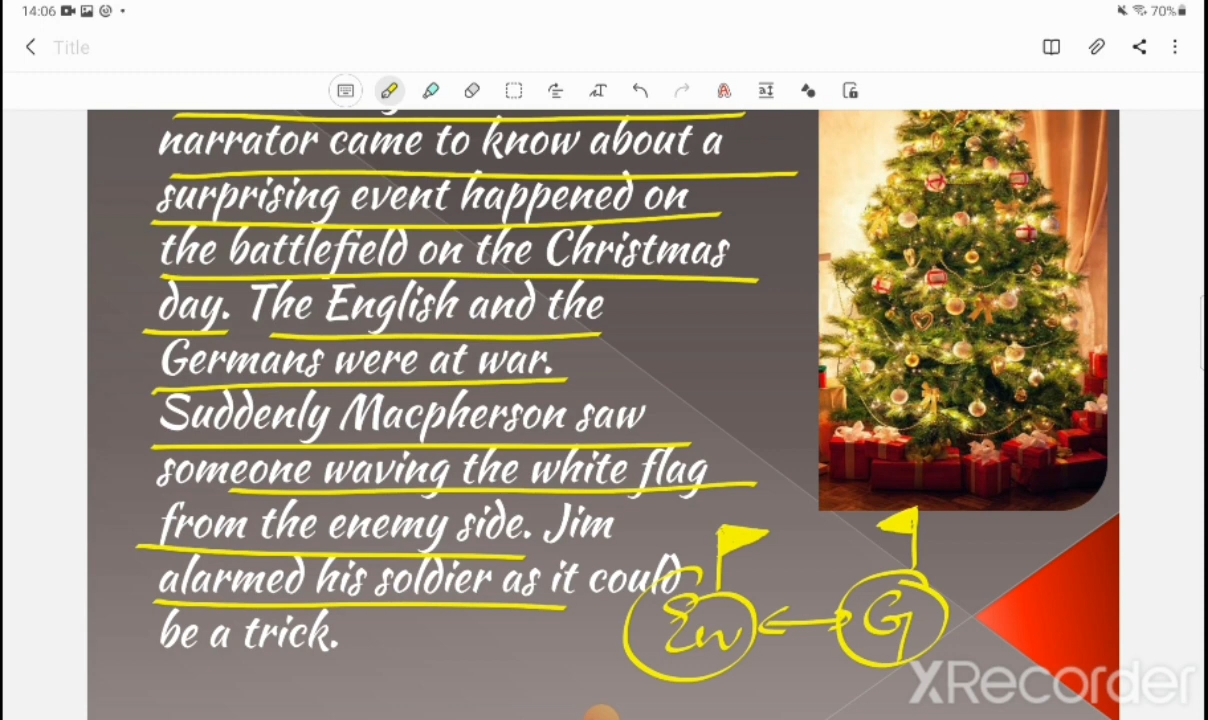 14:06
70%
Title
narrator came to know about a
surprising event happened on
the battlefield on the Christmas
day. The English and the
Germans were at war.
Suddenly Macpherson saw
someone waving the white flag
from the enemy side. Jim
alarmed his soldier as it could
be a trick.
En
G
XRecorder